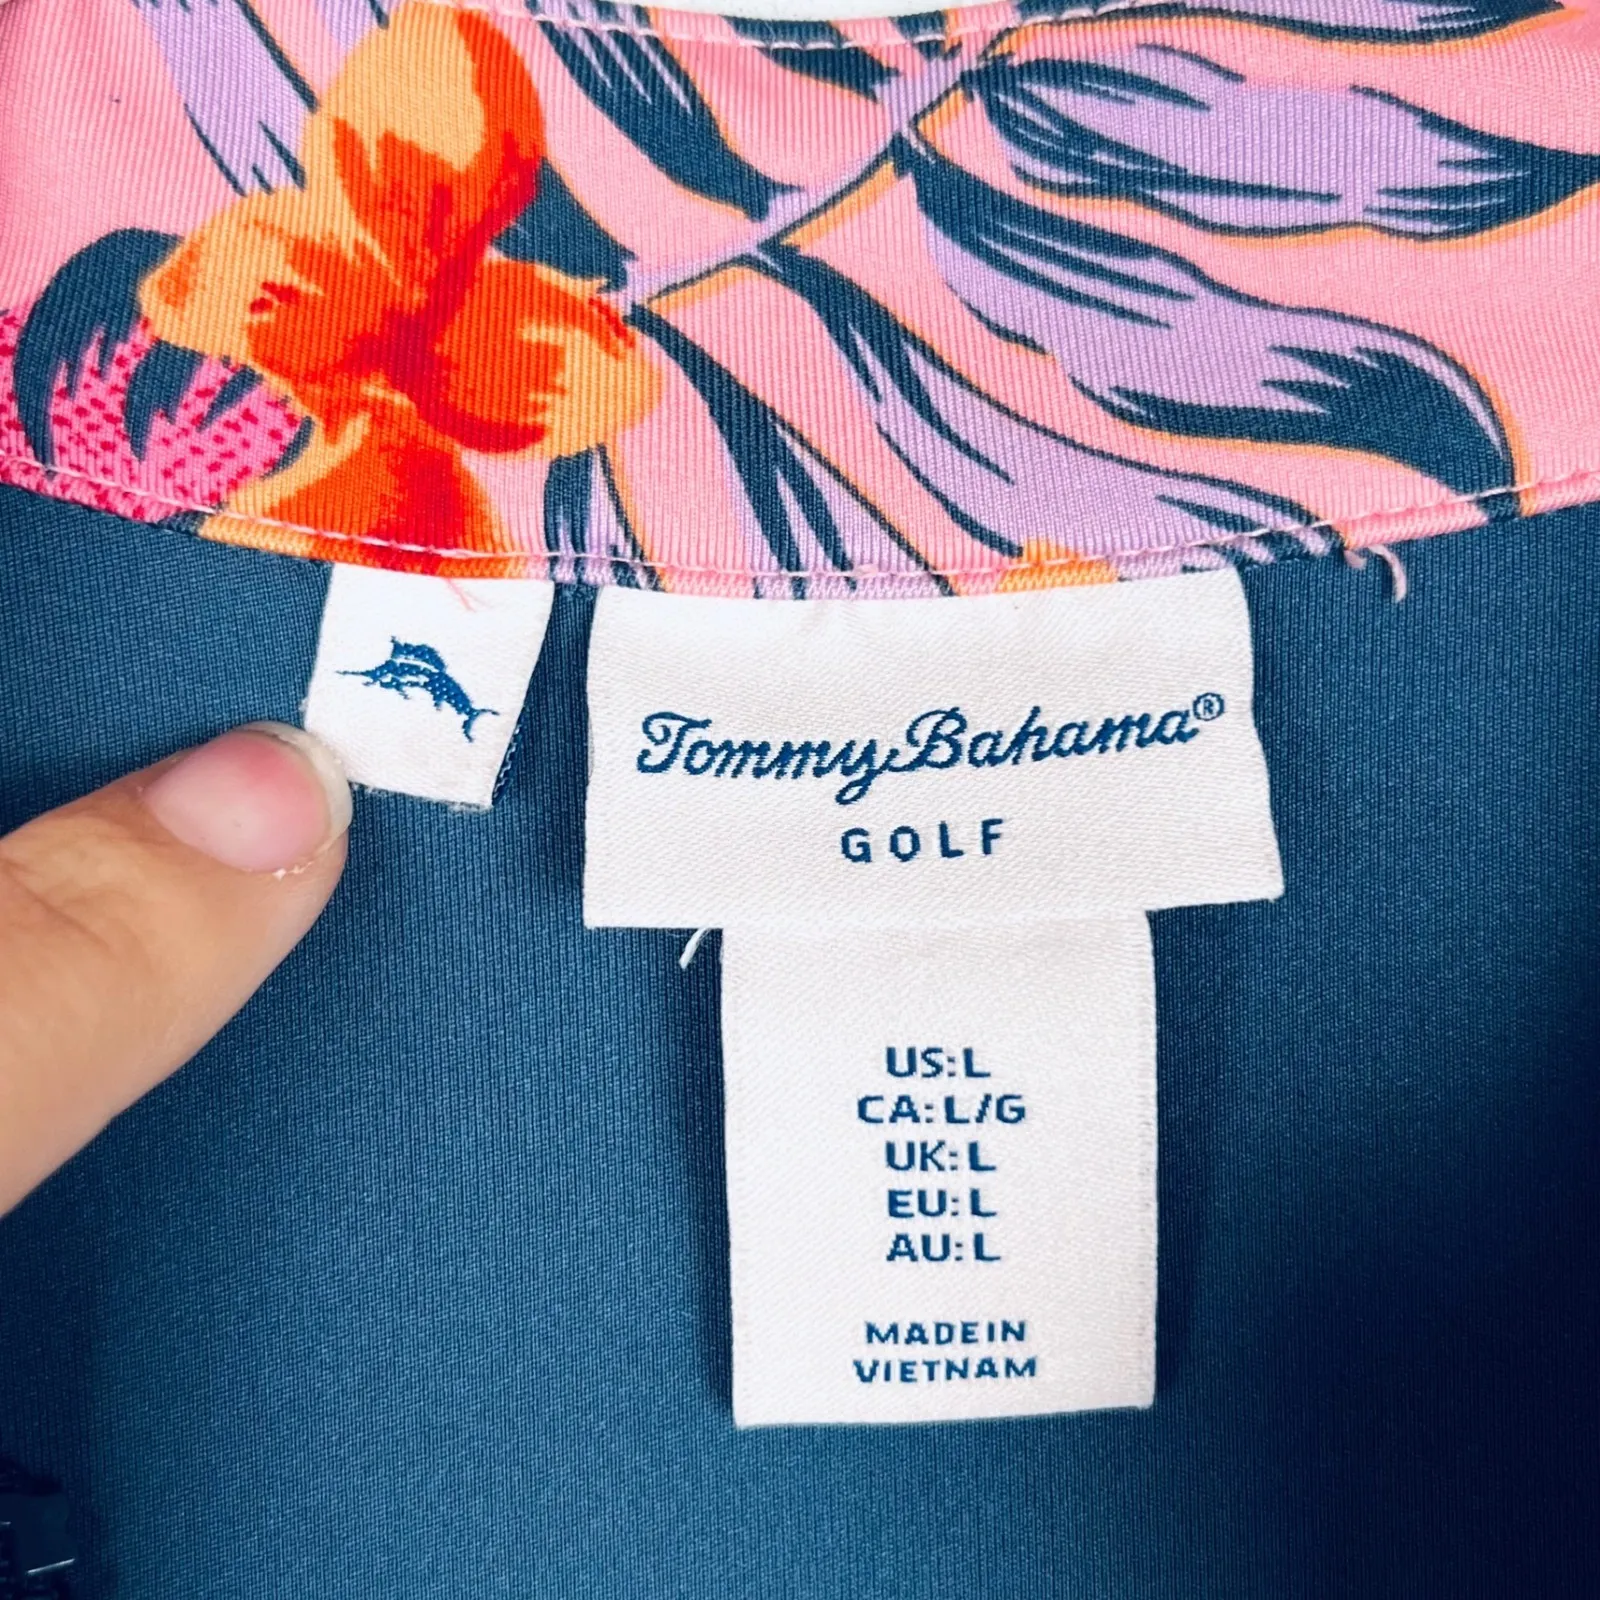 Tommy Bahama®
GOLF
US: L
CA: L/G
UK: L
EU: L
AU: L
MADE IN
VIETNAM